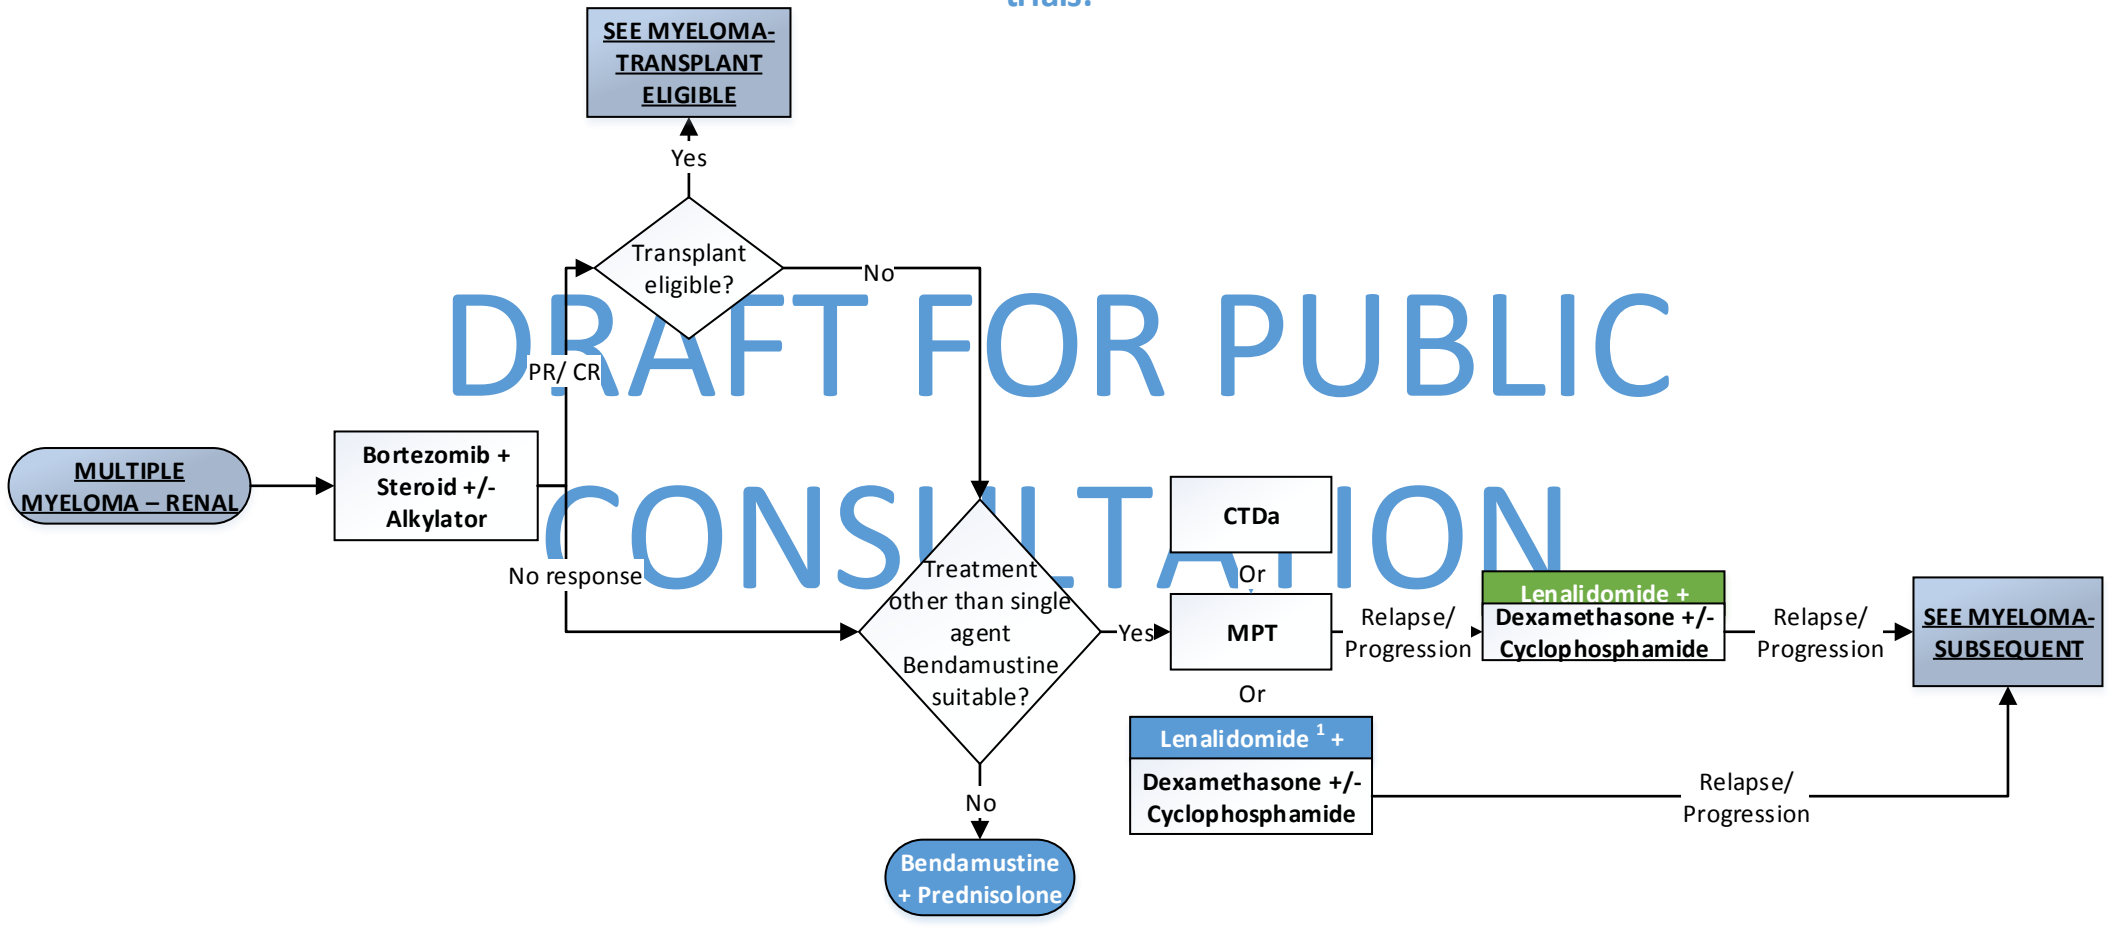 trials.
SEE MYELOMA-
TRANSPLANT
ELIGIBLE
Yes
Transplant
eligible?
No
DRAFT FOR PUBLIC
CONSULTATION
PR/ CR
MULTIPLE
MYELOMA – RENAL
Bortezomib +
Steroid +/-
Alkylator
No response
Treatment
other than single
agent
Bendamustine
suitable?
Yes
No
Bendamustine
+ Prednisolone
CTDa
Or
MPT
Or
Lenalidomide 1 +
Dexamethasone +/-
Cyclophosphamide
Relapse/
Progression
Lenalidomide +
Dexamethasone +/-
Cyclophosphamide
Relapse/
Progression
Relapse/
Progression
SEE MYELOMA-
SUBSEQUENT